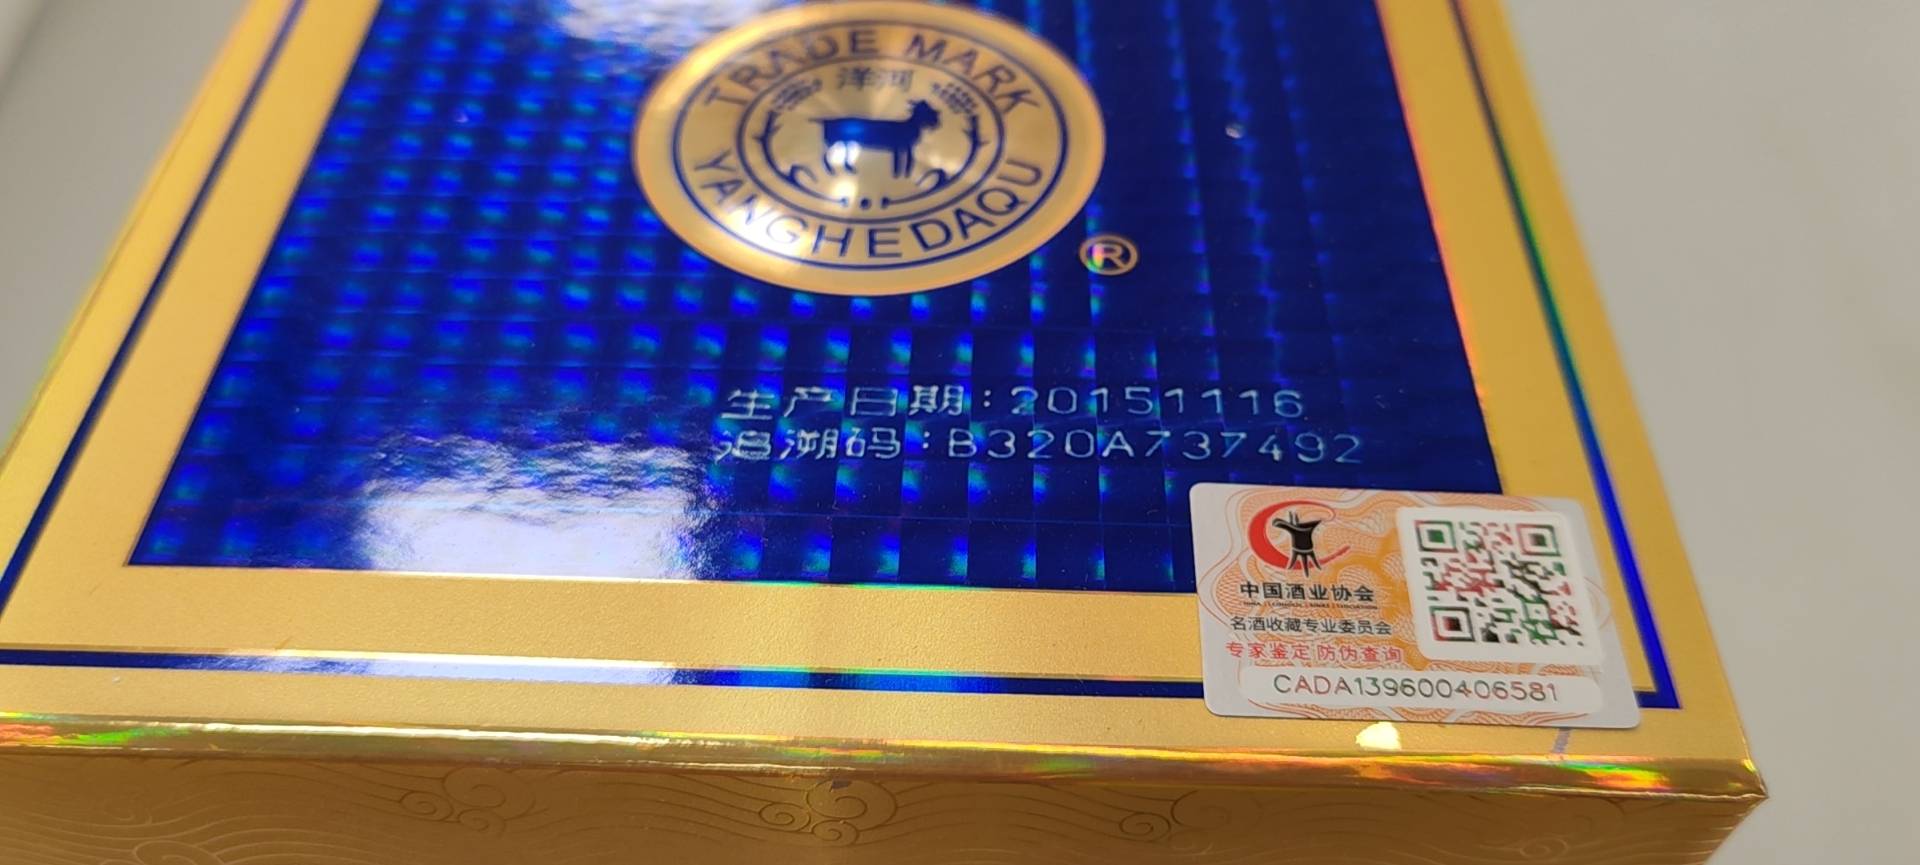 TRADE MARK
洋河
YANGHEDAQU
®
生产日期:20151116
追溯码:B320A737492
中国酒业协会
名酒收藏专业委员会
专家鉴定 防伪查询
CADA139600406581